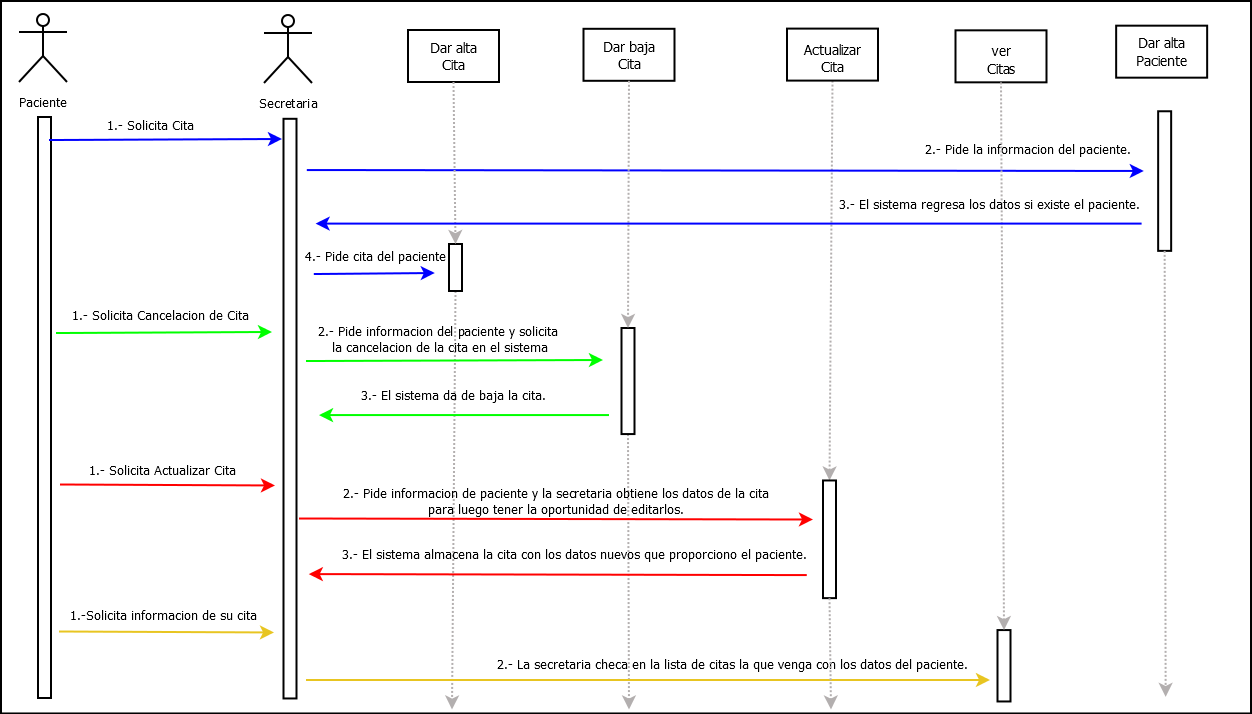 Paciente
Secretaria
Dar alta
Cita
Dar baja
Cita
Actualizar
Cita
ver
Citas
Dar alta
Paciente
1.- Solicita Cita
2.- Pide la informacion del paciente.
3.- El sistema regresa los datos si existe el paciente.
4.- Pide cita del paciente
1.- Solicita Cancelacion de Cita
2.- Pide informacion del paciente y solicita
la cancelacion de la cita en el sistema
3.- El sistema da de baja la cita.
1.- Solicita Actualizar Cita
2.- Pide informacion de paciente y la secretaria obtiene los datos de la cita
para luego tener la oportunidad de editarlos.
3.- El sistema almacena la cita con los datos nuevos que proporciono el paciente.
1.-Solicita informacion de su cita
2.- La secretaria checa en la lista de citas la que venga con los datos del paciente.